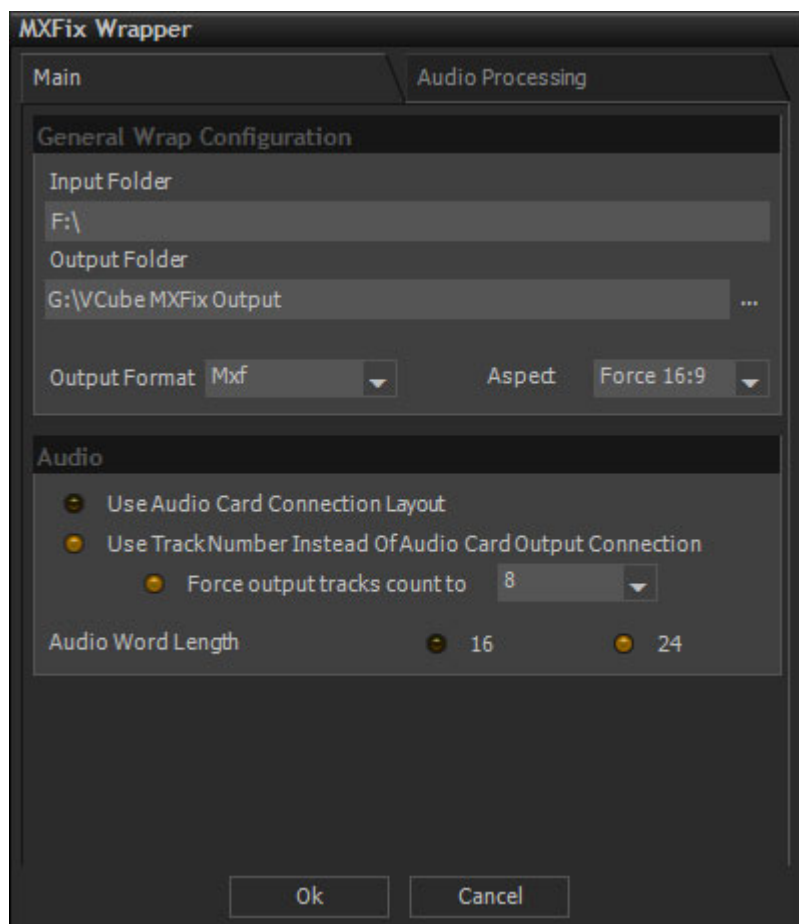 MXFix Wrapper
Main
Audio Processing
General Wrap Configuration
Input Folder
F:\
Output Folder
G:\VCube MXFix Output
...
Output Format Mxf Aspect Force 16:9
Audio
Use Audio Card Connection Layout
Use Track Number Instead Of Audio Card Output Connection
Force output tracks count to 8
Audio Word Length 16 24
Ok Cancel